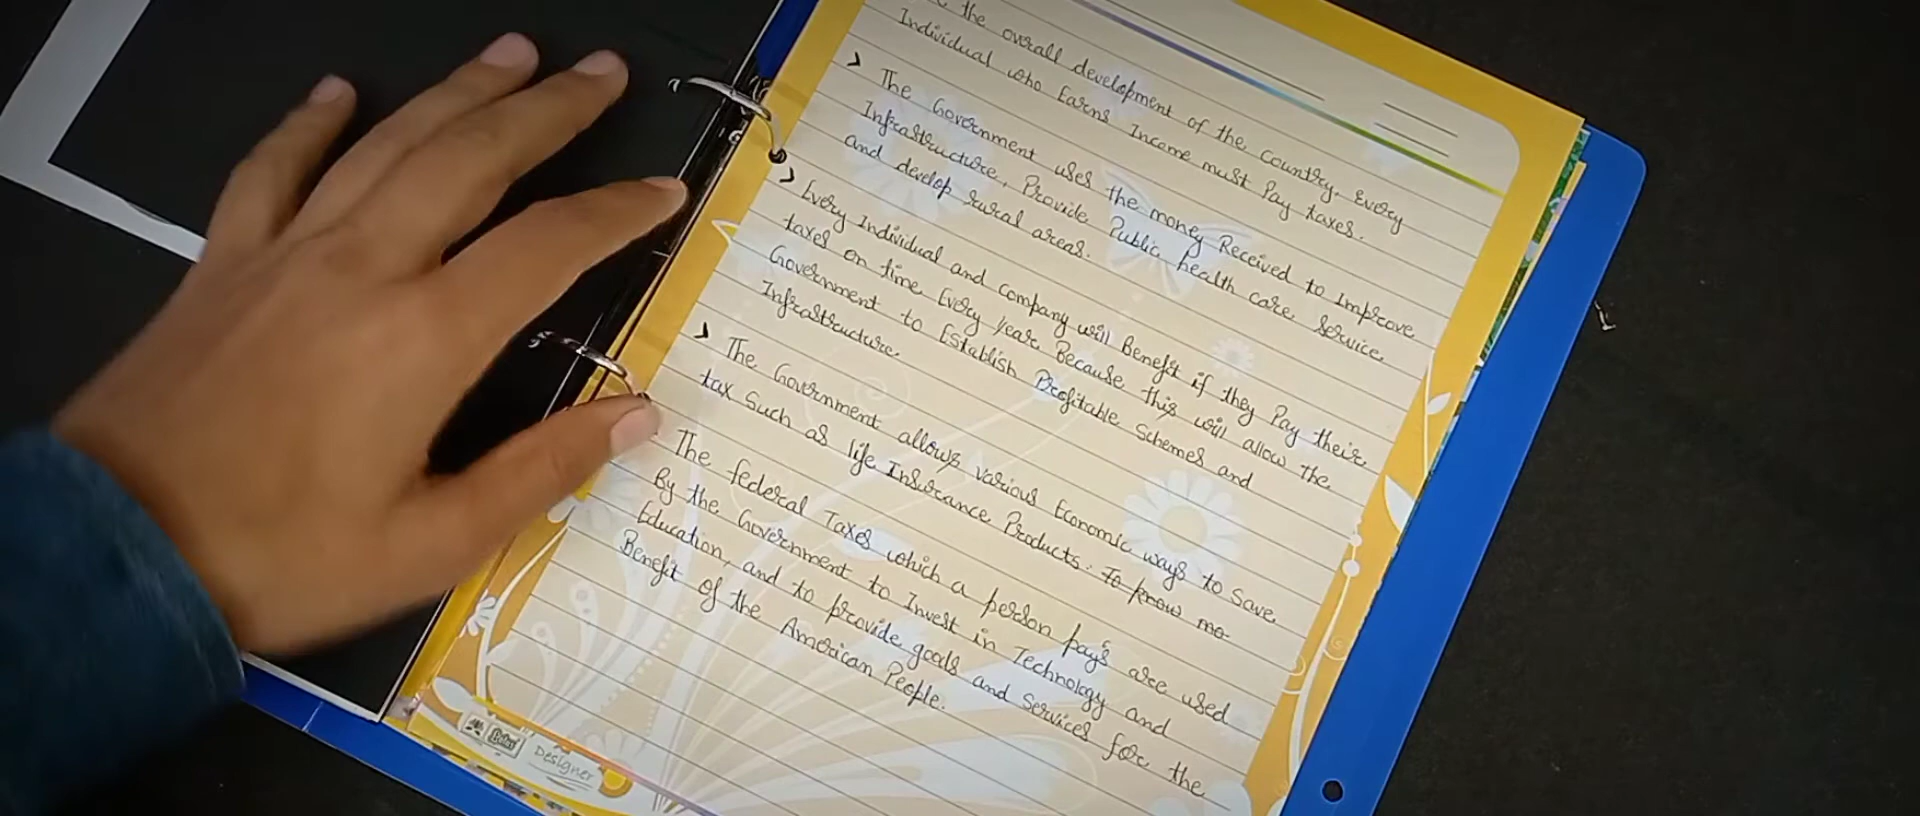 the overall development of the country. Every
Individual who Earns Income must Pay taxes.
> The Government uses the money Received to Improve
Infrastructure, Provide Public health care Service
and develop rural areas.
> Every Individual and company will Benefit if they Pay their
taxes on time Every year Because this will allow the
Government to Establish Profitable Schemes and
Infrastructure.
> The Government allows various Economic ways to save
tax Such as life Insurance Products. To know mo-
The federal Taxes which a person pay's are used
By the Government to Invest in Technology and
Education, and to provide goods and Services for the
Benefit of the American People.
Designer